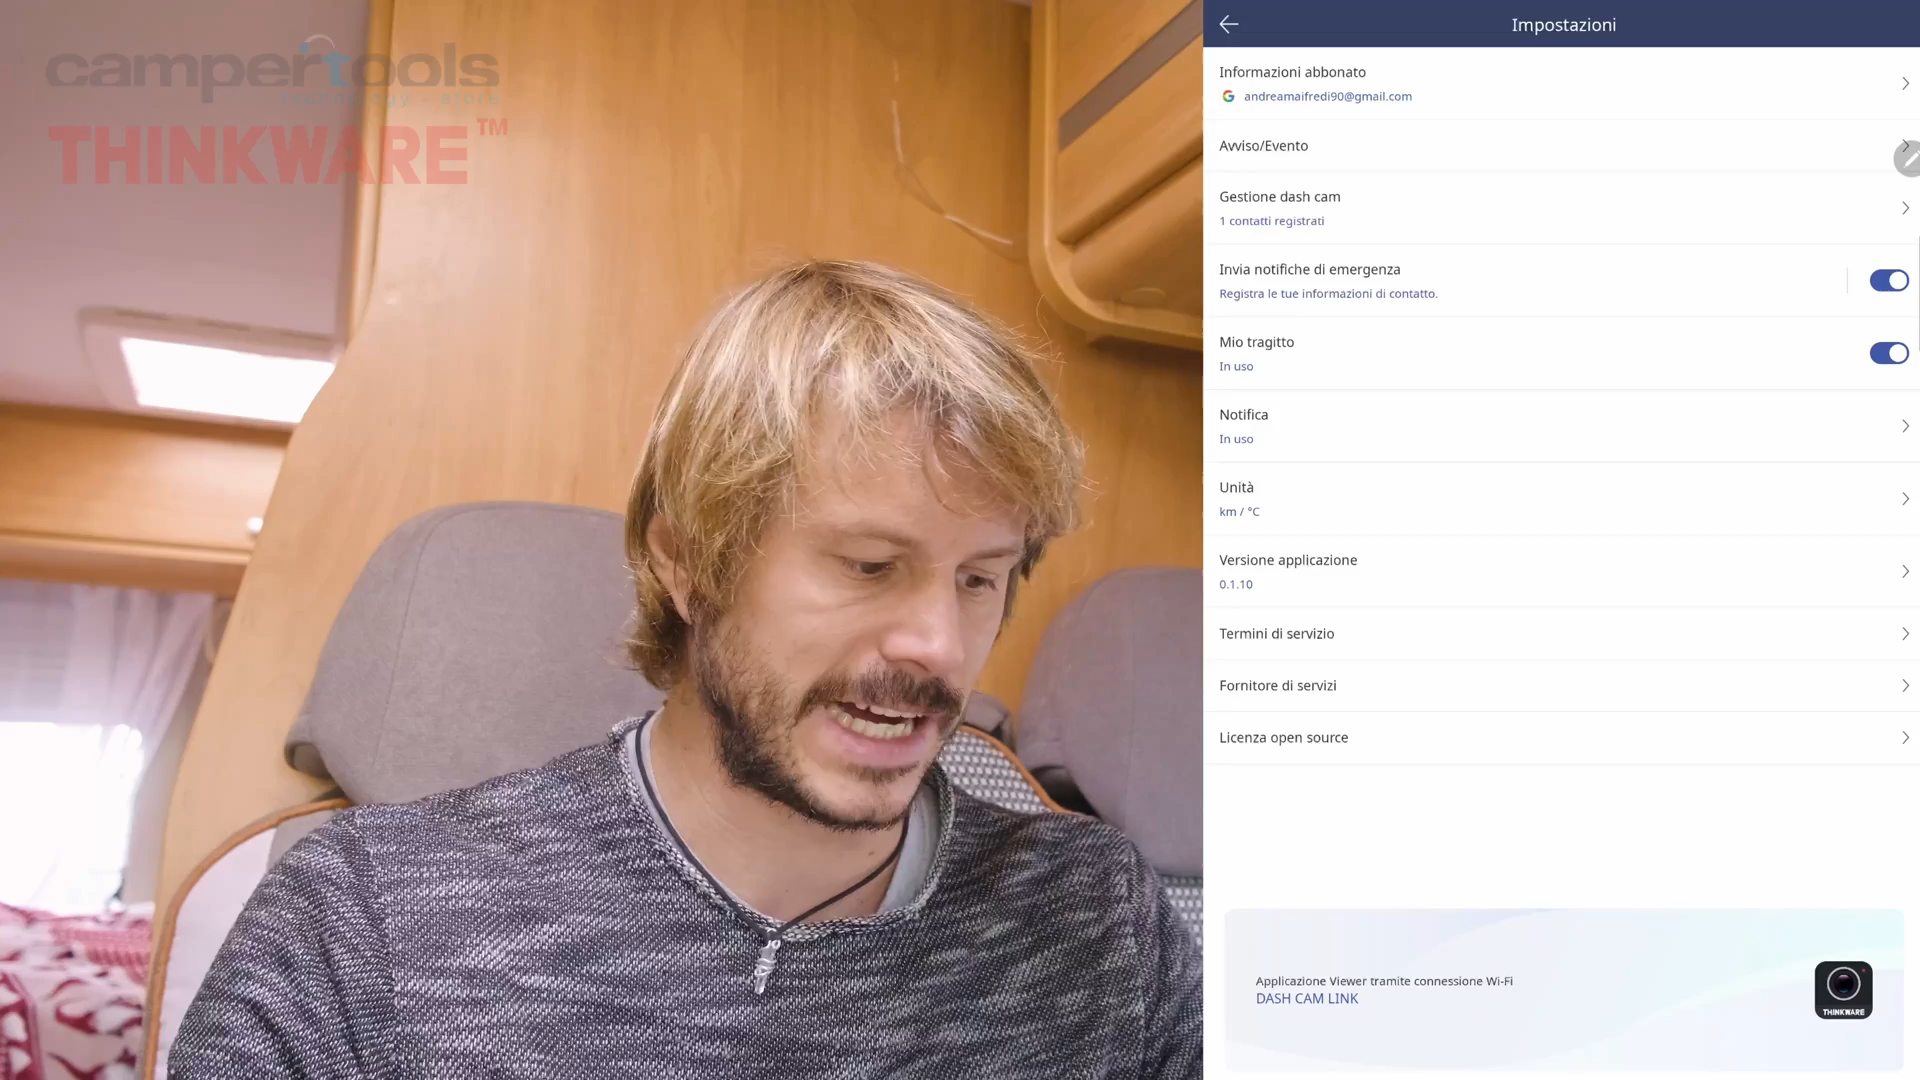 campertools
technology - store
THINKWARE™
Impostazioni
Informazioni abbonato
andreamaifredi90@gmail.com
Avviso/Evento
Gestione dash cam
1 contatti registrati
Invia notifiche di emergenza
Registra le tue informazioni di contatto.
Mio tragitto
In uso
Notifica
In uso
Unità
km / °C
Versione applicazione
0.1.10
Termini di servizio
Fornitore di servizi
Licenza open source
Applicazione Viewer tramite connessione Wi-Fi
DASH CAM LINK
THINKWARE